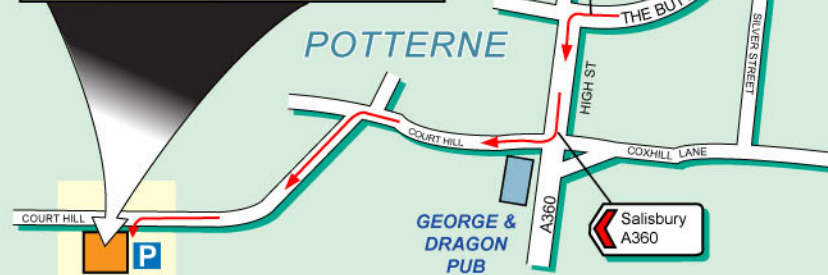 THE BUT
POTTERNE
SILVER STREET
HIGH ST
COURT HILL
COXHILL LANE
COURT HILL
P
GEORGE &
DRAGON
PUB
A360
Salisbury
A360